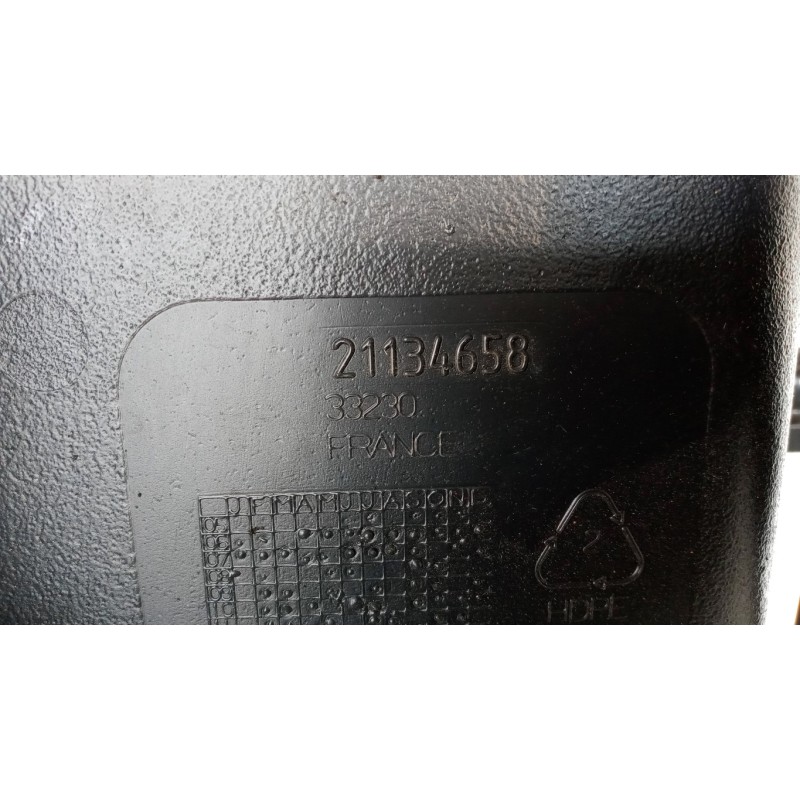 21134658
33230
FRANCE
J F M A M J J A S O N D
2
HDPE